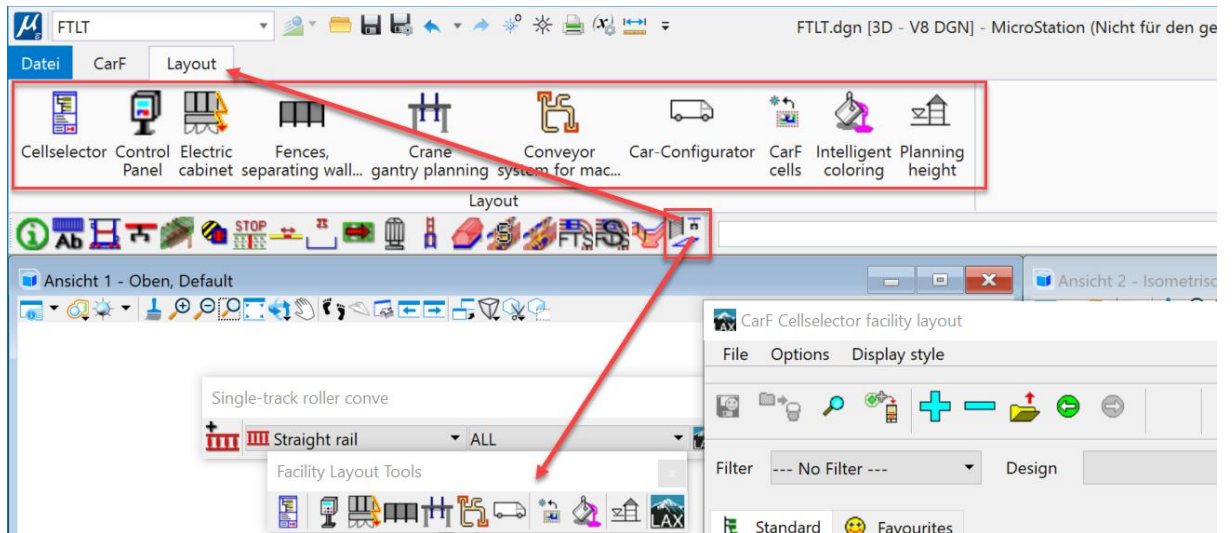 FTLT
FTLT.dgn [3D - V8 DGN] - MicroStation (Nicht für den ge
Datei CarF Layout
Cellselector Control Panel Electric cabinet Fences, separating wall... Crane gantry planning Conveyor system for mac... Car-Configurator CarF cells Intelligent coloring Planning height
Layout
Ab STOP FTS S
Ansicht 1 - Oben, Default
Ansicht 2 - Isometrisc
CarF Cellselector facility layout
File Options Display style
Single-track roller conve
Straight rail ALL
Filter --- No Filter --- Design
Facility Layout Tools
LAX
Standard Favourites